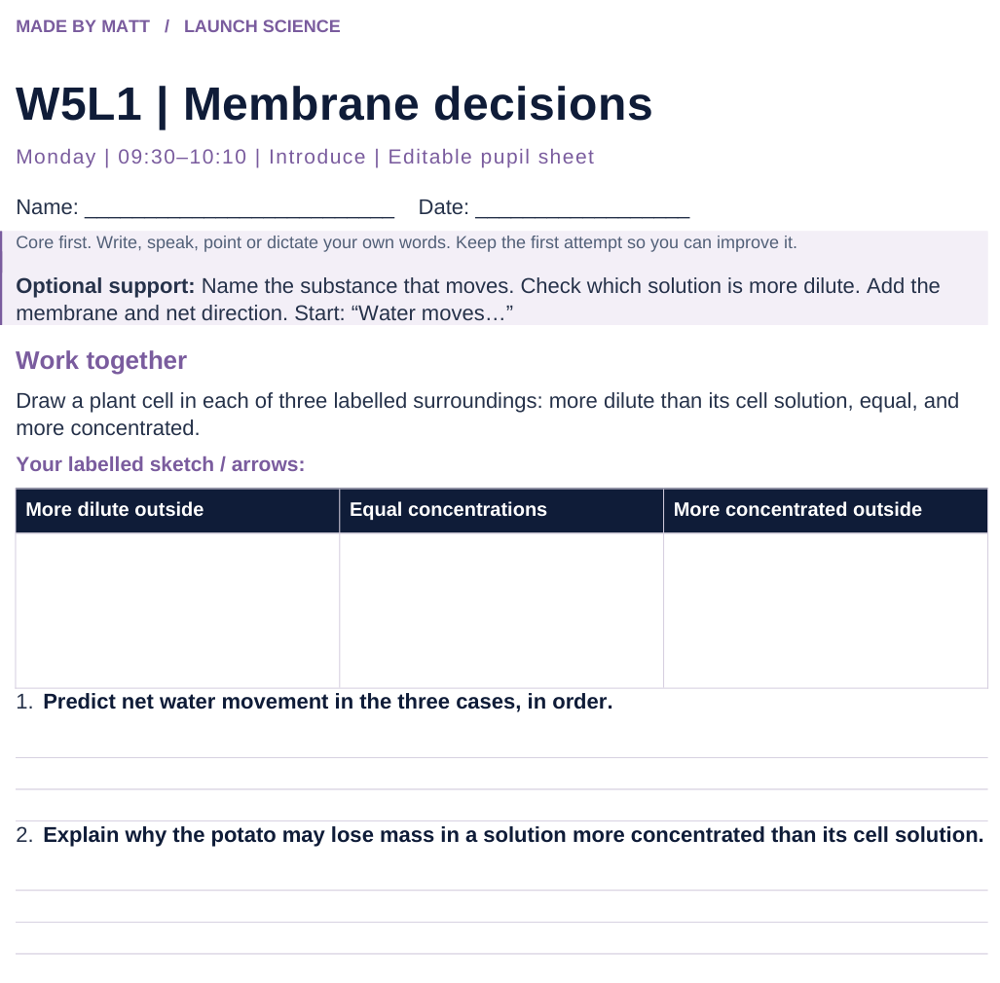 MADE BY MATT / LAUNCH SCIENCE
W5L1 | Membrane decisions
Monday | 09:30–10:10 | Introduce | Editable pupil sheet
Name: __________________________ Date: __________________
Core first. Write, speak, point or dictate your own words. Keep the first attempt so you can improve it.
Optional support: Name the substance that moves. Check which solution is more dilute. Add the
membrane and net direction. Start: “Water moves…”
Work together
Draw a plant cell in each of three labelled surroundings: more dilute than its cell solution, equal, and
more concentrated.
Your labelled sketch / arrows:
More dilute outside Equal concentrations More concentrated outside
1. Predict net water movement in the three cases, in order.
2. Explain why the potato may lose mass in a solution more concentrated than its cell solution.